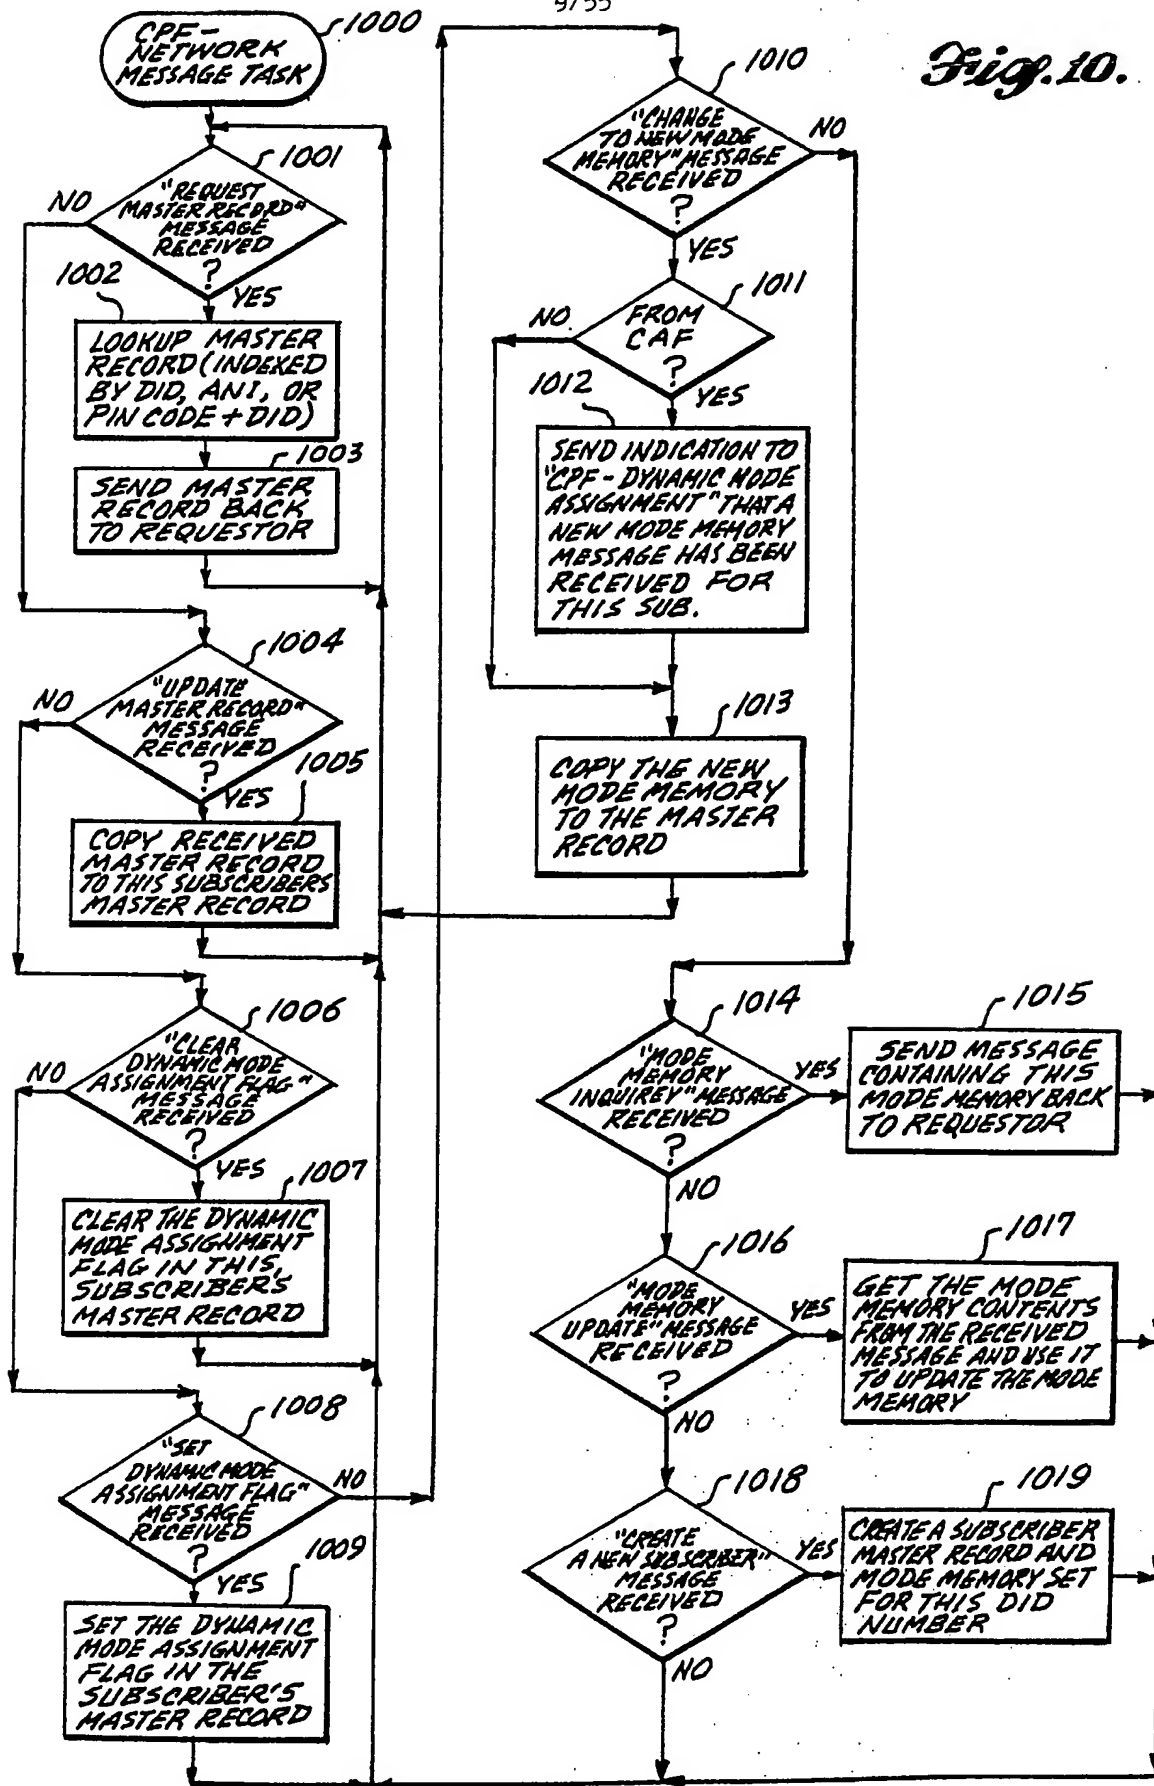 9/55
Fig. 10.
CPF-
NETWORK
MESSAGE TASK
1000
1001
"REQUEST
MASTER RECORD"
MESSAGE
RECEIVED
?
NO
YES
1002
LOOKUP MASTER
RECORD (INDEXED
BY DID, ANI, OR
PIN CODE + DID)
1003
SEND MASTER
RECORD BACK
TO REQUESTOR
1004
"UPDATE
MASTER RECORD"
MESSAGE
RECEIVED
?
NO
YES
1005
COPY RECEIVED
MASTER RECORD
TO THIS SUBSCRIBERS
MASTER RECORD
1006
"CLEAR
DYNAMIC MODE
ASSIGNMENT FLAG"
MESSAGE
RECEIVED
?
NO
YES
1007
CLEAR THE DYNAMIC
MODE ASSIGNMENT
FLAG IN THIS,
SUBSCRIBER'S
MASTER RECORD
1008
"SET
DYNAMIC MODE
ASSIGNMENT FLAG"
MESSAGE
RECEIVED
?
NO
YES
1009
SET THE DYNAMIC
MODE ASSIGNMENT
FLAG IN THE
SUBSCRIBER'S
MASTER RECORD
1010
"CHANGE
TO NEW MODE
MEMORY" MESSAGE
RECEIVED
?
NO
YES
1011
FROM
CAF
?
NO
YES
1012
SEND INDICATION TO
"CPF - DYNAMIC MODE
ASSIGNMENT" THAT A
NEW MODE MEMORY
MESSAGE HAS BEEN
RECEIVED FOR
THIS SUB.
1013
COPY THE NEW
MODE MEMORY
TO THE MASTER
RECORD
1014
"MODE
MEMORY
INQUIREY" MESSAGE
RECEIVED
?
YES
NO
1015
SEND MESSAGE
CONTAINING THIS
MODE MEMORY BACK
TO REQUESTOR
1016
"MODE
MEMORY
UPDATE" MESSAGE
RECEIVED
?
YES
NO
1017
GET THE MODE
MEMORY CONTENTS
FROM THE RECEIVED
MESSAGE AND USE IT
TO UPDATE THE MODE
MEMORY
1018
"CREATE
A NEW SUBSCRIBER"
MESSAGE
RECEIVED
?
YES
NO
1019
CREATE A SUBSCRIBER
MASTER RECORD AND
MODE MEMORY SET
FOR THIS DID
NUMBER